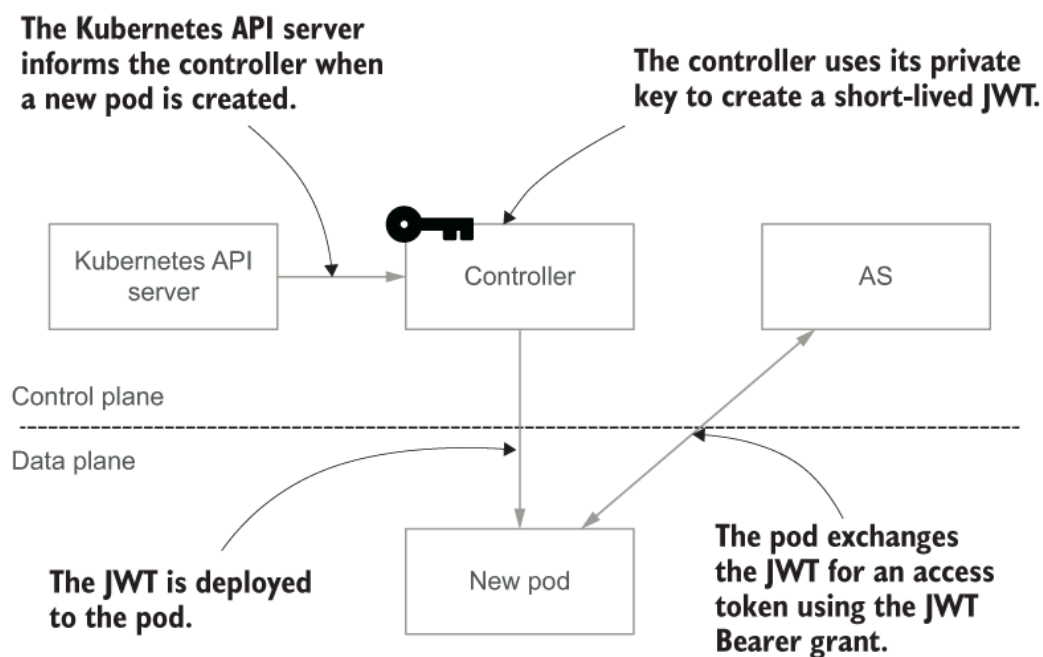 The Kubernetes API server
informs the controller when
a new pod is created.
The controller uses its private
key to create a short-lived JWT.
Kubernetes API
server
Controller
AS
Control plane
Data plane
The JWT is deployed
to the pod.
New pod
The pod exchanges
the JWT for an access
token using the JWT
Bearer grant.